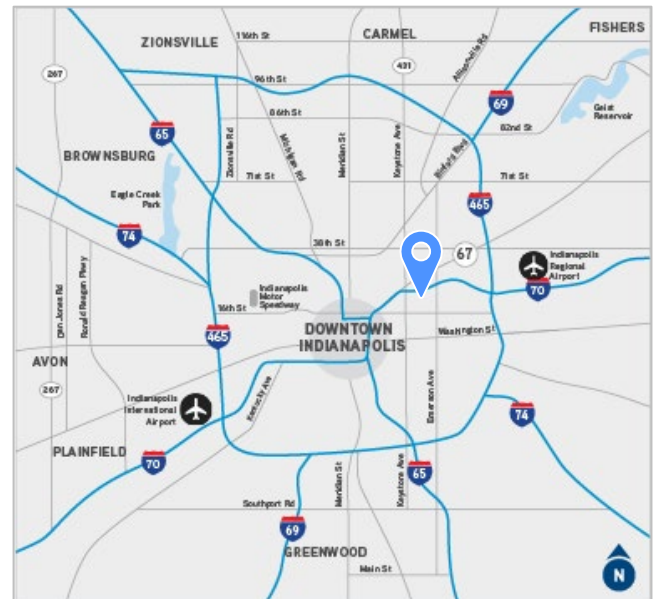 FISHERS
ZIONSVILLE
116th St
CARMEL
Allisonville Rd
267
431
96th St
69
Geist
Reservoir
86th St
82nd St
65
Zionsville Rd
Michigan Rd
Meridian St
Keystone Ave
Binford Blvd
BROWNSBURG
71st St
71st St
Eagle Creek
Park
465
74
38th St
67
Indianapolis
Regional
Airport
70
Dan Jones Rd
Ronald Reagan Pkwy
Indianapolis
Motor
Speedway
16th St
465
DOWNTOWN
INDIANAPOLIS
Washington St
AVON
267
Indianapolis
International
Airport
Kentucky Ave
Emerson Ave
74
PLAINFIELD
70
Meridian St
Keystone Ave
65
Southport Rd
69
GREENWOOD
Main St
N